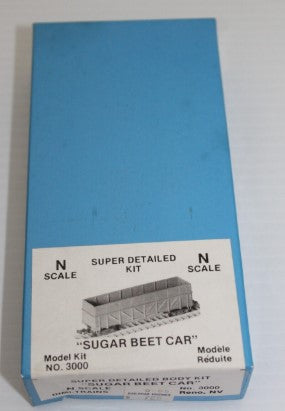 N SCALE SUPER DETAILED KIT N SCALE
"SUGAR BEET CAR"
Model Kit NO. 3000
Modèle Réduite
SUPER DETAILED BODY KIT
"SUGAR BEET CAR" No. 3000
N SCALE
Reno, NV